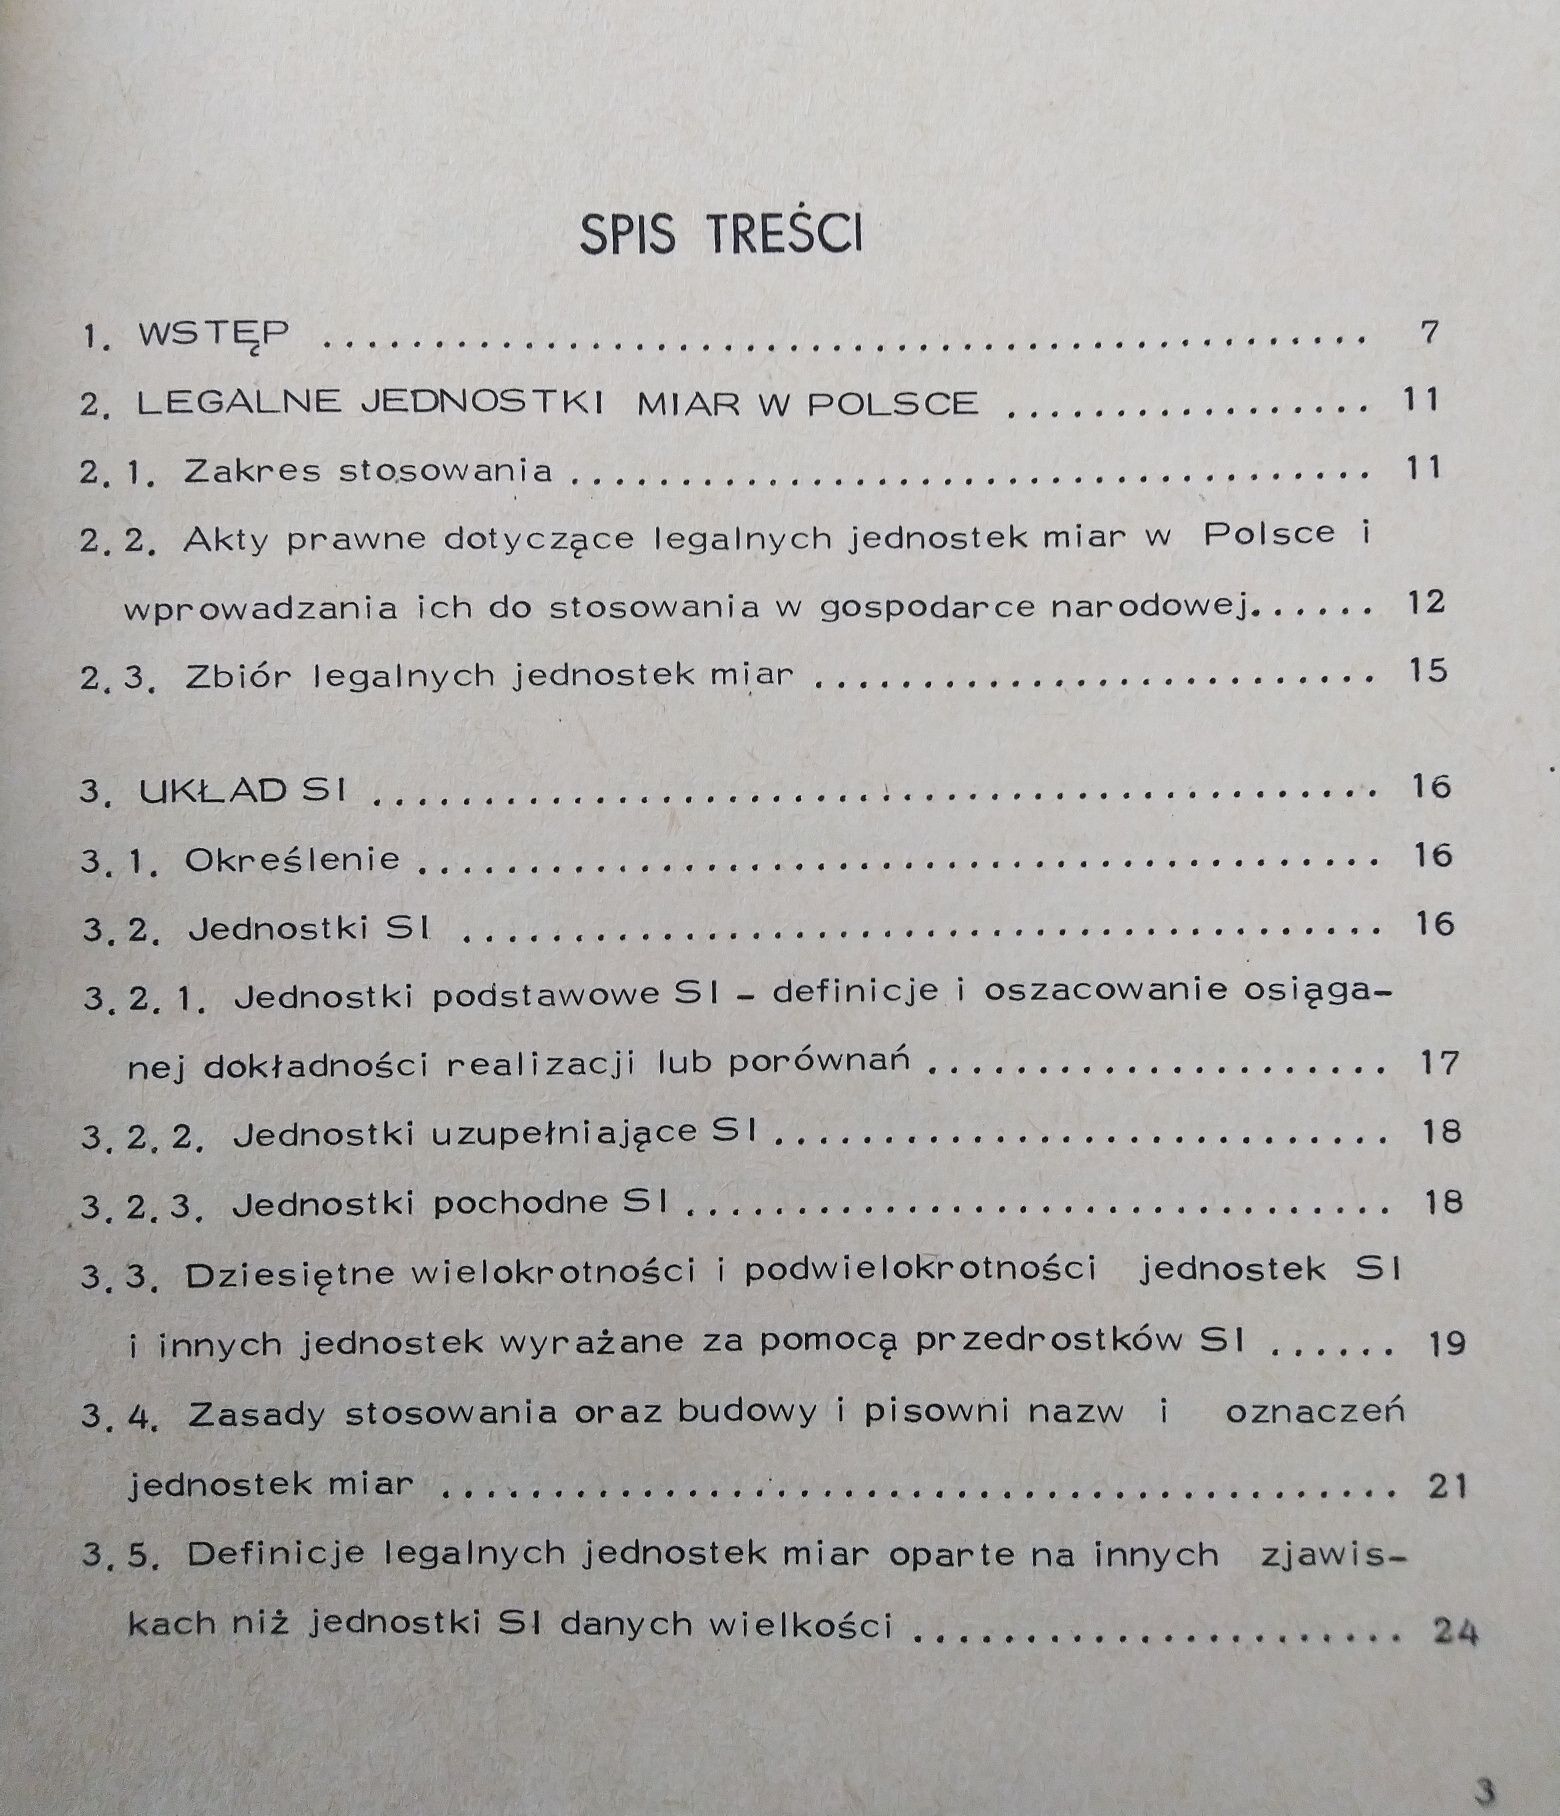 SPIS TREŚCI
1. WSTĘP ................................................ 7
2. LEGALNE JEDNOSTKI MIAR W POLSCE ................. 11
2.1. Zakres stosowania ..................................... 11
2.2. Akty prawne dotyczące legalnych jednostek miar w Polsce i
wprowadzania ich do stosowania w gospodarce narodowej...... 12
2.3. Zbiór legalnych jednostek miar .......................... 15
3. UKŁAD SI .............................................. 16
3.1. Określenie ............................................ 16
3.2. Jednostki SI .......................................... 16
3.2.1. Jednostki podstawowe SI – definicje i oszacowanie osiąga-
nej dokładności realizacji lub porównań ..................... 17
3.2.2. Jednostki uzupełniające SI ............................ 18
3.2.3. Jednostki pochodne SI ................................ 18
3.3. Dziesiętne wielokrotności i podwielokrotności jednostek SI
i innych jednostek wyrażane za pomocą przedrostków SI ...... 19
3.4. Zasady stosowania oraz budowy i pisowni nazw i oznaczeń
jednostek miar ............................................ 21
3.5. Definicje legalnych jednostek miar oparte na innych zjawis-
kach niż jednostki SI danych wielkości ....................... 24
3